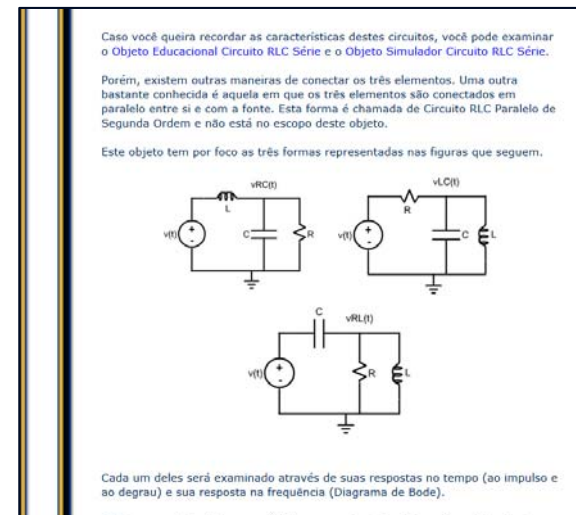 Caso você queira recordar as características destes circuitos, você pode examinar
o Objeto Educacional Circuito RLC Série e o Objeto Simulador Circuito RLC Série.
Porém, existem outras maneiras de conectar os três elementos. Uma outra
bastante conhecida é aquela em que os três elementos são conectados em
paralelo entre si e com a fonte. Esta forma é chamada de Circuito RLC Paralelo de
Segunda Ordem e não está no escopo deste objeto.
Este objeto tem por foco as três formas representadas nas figuras que seguem.
vRC(t)
L
v(t)
+
-
C
R
vLC(t)
R
v(t)
+
-
C
L
C
vRL(t)
v(t)
+
-
R
L
Cada um deles será examinado através de suas respostas no tempo (ao impulso e
ao degrau) e sua resposta na frequência (Diagrama de Bode).